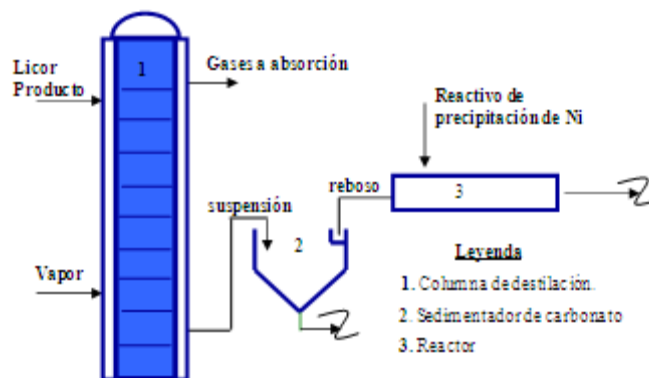 Licor
Producto
1
Gases a absorción
Reactivo de
precipitación de Ni
reboso
3
suspensión
2
Vapor
Leyenda
1. Columna de destilación.
2. Sedimentador de carbonato
3. Reactor